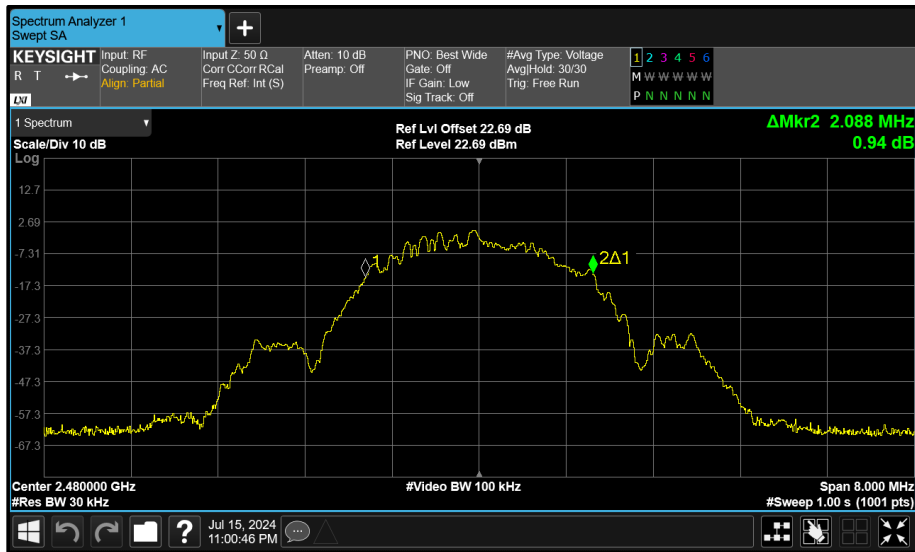 Spectrum Analyzer 1
Swept SA
+
KEYSIGHT
R T
LXI
Input: RF
Coupling: AC
Align: Partial
Input Z: 50 Ω
Corr CCorr RCal
Freq Ref: Int (S)
Atten: 10 dB
Preamp: Off
PNO: Best Wide
Gate: Off
IF Gain: Low
Sig Track: Off
#Avg Type: Voltage
Avg|Hold: 30/30
Trig: Free Run
1 2 3 4 5 6
M W W W W W
P N N N N N
1 Spectrum
Scale/Div 10 dB
Log
Ref Lvl Offset 22.69 dB
Ref Level 22.69 dBm
ΔMkr2 2.088 MHz
0.94 dB
12.7
2.69
-7.31
-17.3
-27.3
-37.3
-47.3
-57.3
-67.3
1
2Δ1
Center 2.480000 GHz
#Res BW 30 kHz
#Video BW 100 kHz
Span 8.000 MHz
#Sweep 1.00 s (1001 pts)
?
Jul 15, 2024
11:00:46 PM